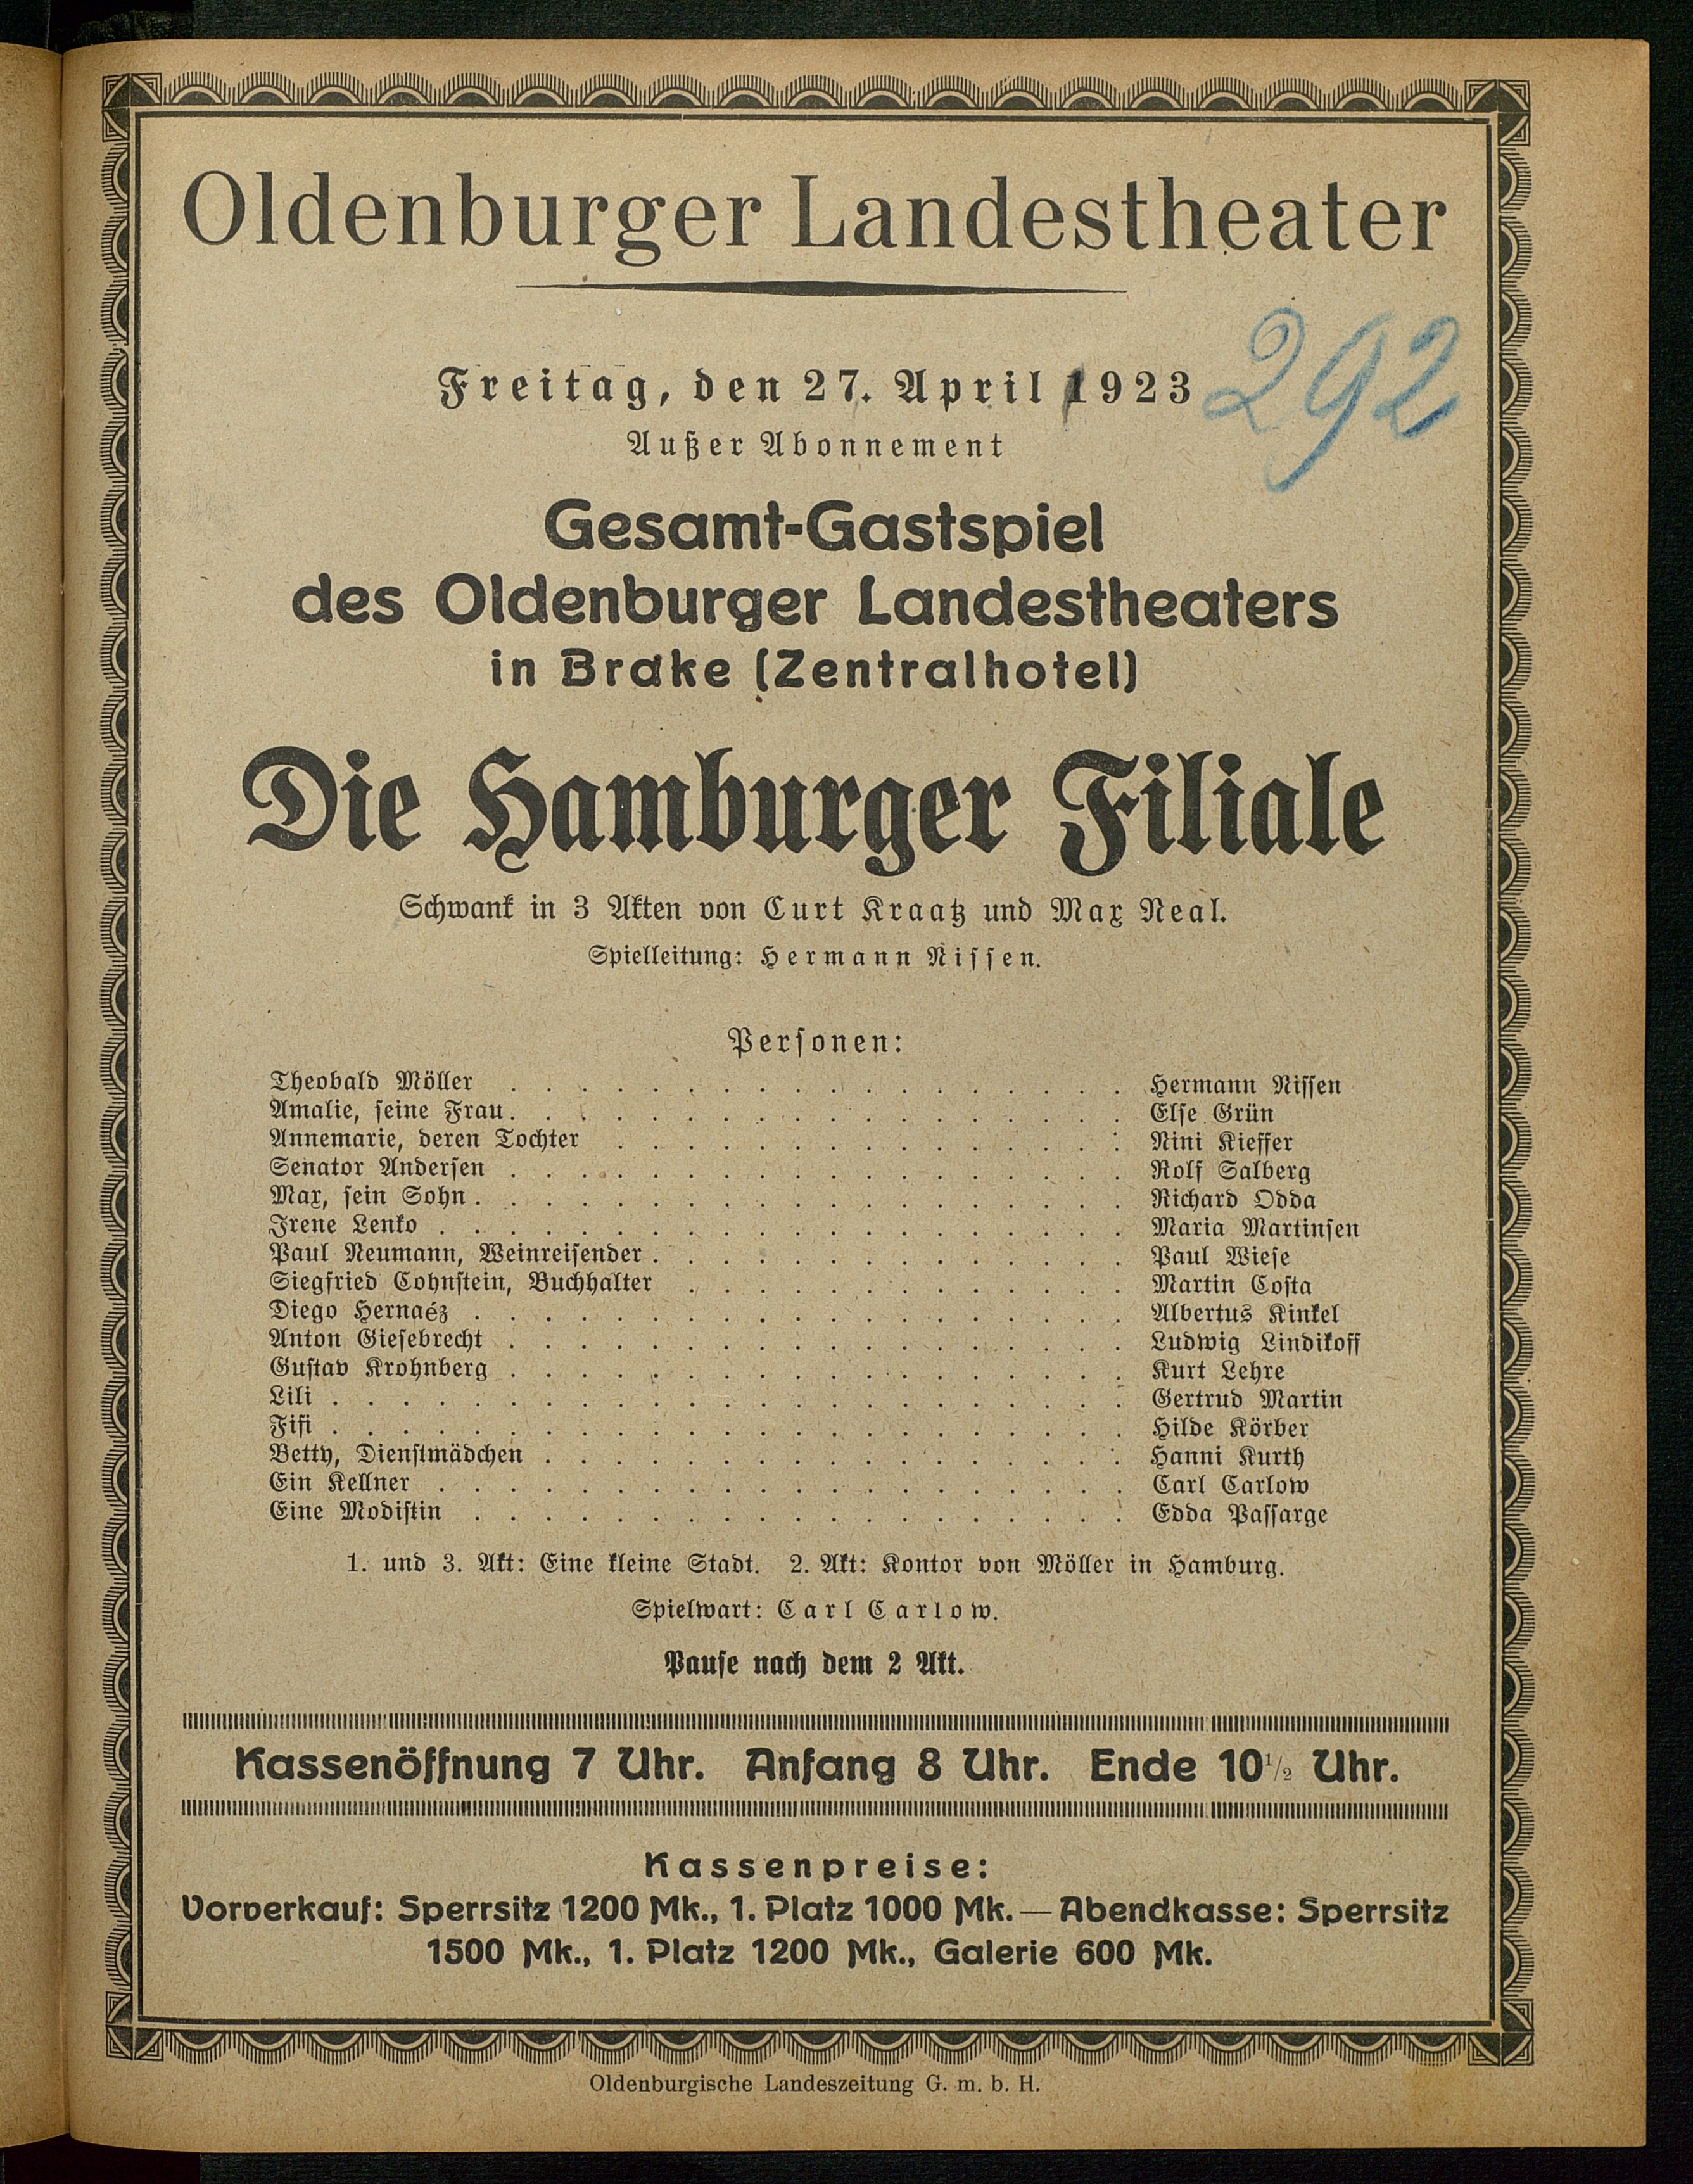 Oldenburger Landestheater
Freitag, den 27. April 1923
292
Außer Abonnement
Gesamt-Gastspiel
des Oldenburger Landestheaters
in Brake (Zentralhotel)
Die Hamburger Filiale
Schwank in 3 Akten von Curt Kraatz und Max Neal.
Spielleitung: Hermann Nissen.
Personen:
Theobald Möller . . . . . . . . . . . . . . . . . . Hermann Nissen
Amalie, seine Frau . . . . . . . . . . . . . . . . . . Else Grün
Annemarie, deren Tochter . . . . . . . . . . . . . . . Nini Kieffer
Senator Andersen . . . . . . . . . . . . . . . . . . Rolf Salberg
Max, sein Sohn . . . . . . . . . . . . . . . . . . . Richard Odda
Irene Lenko . . . . . . . . . . . . . . . . . . . . Maria Martinsen
Paul Neumann, Weinreisender . . . . . . . . . . . . . . Paul Wiese
Siegfried Cohnstein, Buchhalter . . . . . . . . . . . . . Martin Costa
Diego Hernaéz . . . . . . . . . . . . . . . . . . . Albertus Kinkel
Anton Giesebrecht . . . . . . . . . . . . . . . . . . Ludwig Lindikoff
Gustav Krohnberg . . . . . . . . . . . . . . . . . . Kurt Lehre
Lili . . . . . . . . . . . . . . . . . . . . . . . Gertrud Martin
Fifi . . . . . . . . . . . . . . . . . . . . . . . Hilde Körber
Betty, Dienstmädchen . . . . . . . . . . . . . . . . . Hanni Kurth
Ein Kellner . . . . . . . . . . . . . . . . . . . . Carl Carlow
Eine Modistin . . . . . . . . . . . . . . . . . . . Edda Passarge
1. und 3. Akt: Eine kleine Stadt. 2. Akt: Kontor von Möller in Hamburg.
Spielwart: Carl Carlow.
Pause nach dem 2 Akt.
Kassenöffnung 7 Uhr. Anfang 8 Uhr. Ende 10 1/2 Uhr.
Kassenpreise:
Vorverkauf: Sperrsitz 1200 Mk., 1. Platz 1000 Mk. — Abendkasse: Sperrsitz
1500 Mk., 1. Platz 1200 Mk., Galerie 600 Mk.
Oldenburgische Landeszeitung G. m. b. H.